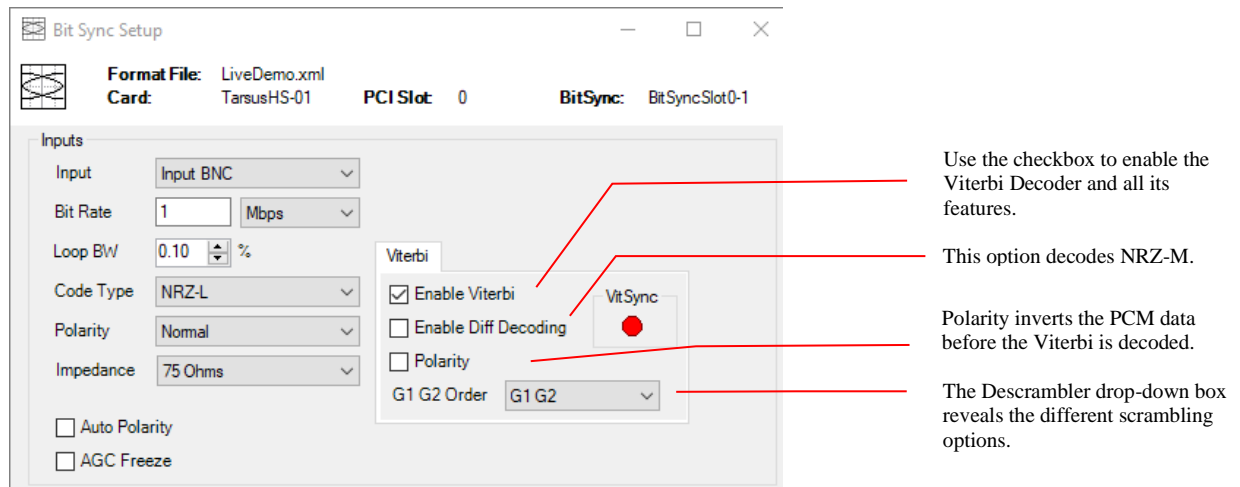 Bit Sync Setup
Format File: LiveDemo.xml
Card: TarsusHS-01 PCI Slot: 0 BitSync: BitSyncSlot0-1
Inputs
Input Input BNC
Bit Rate 1 Mbps
Loop BW 0.10 %
Code Type NRZ-L
Polarity Normal
Impedance 75 Ohms
Auto Polarity
AGC Freeze
Viterbi
Enable Viterbi
Enable Diff Decoding
Polarity
G1 G2 Order G1 G2
VitSync
Use the checkbox to enable the
Viterbi Decoder and all its
features.
This option decodes NRZ-M.
Polarity inverts the PCM data
before the Viterbi is decoded.
The Descrambler drop-down box
reveals the different scrambling
options.